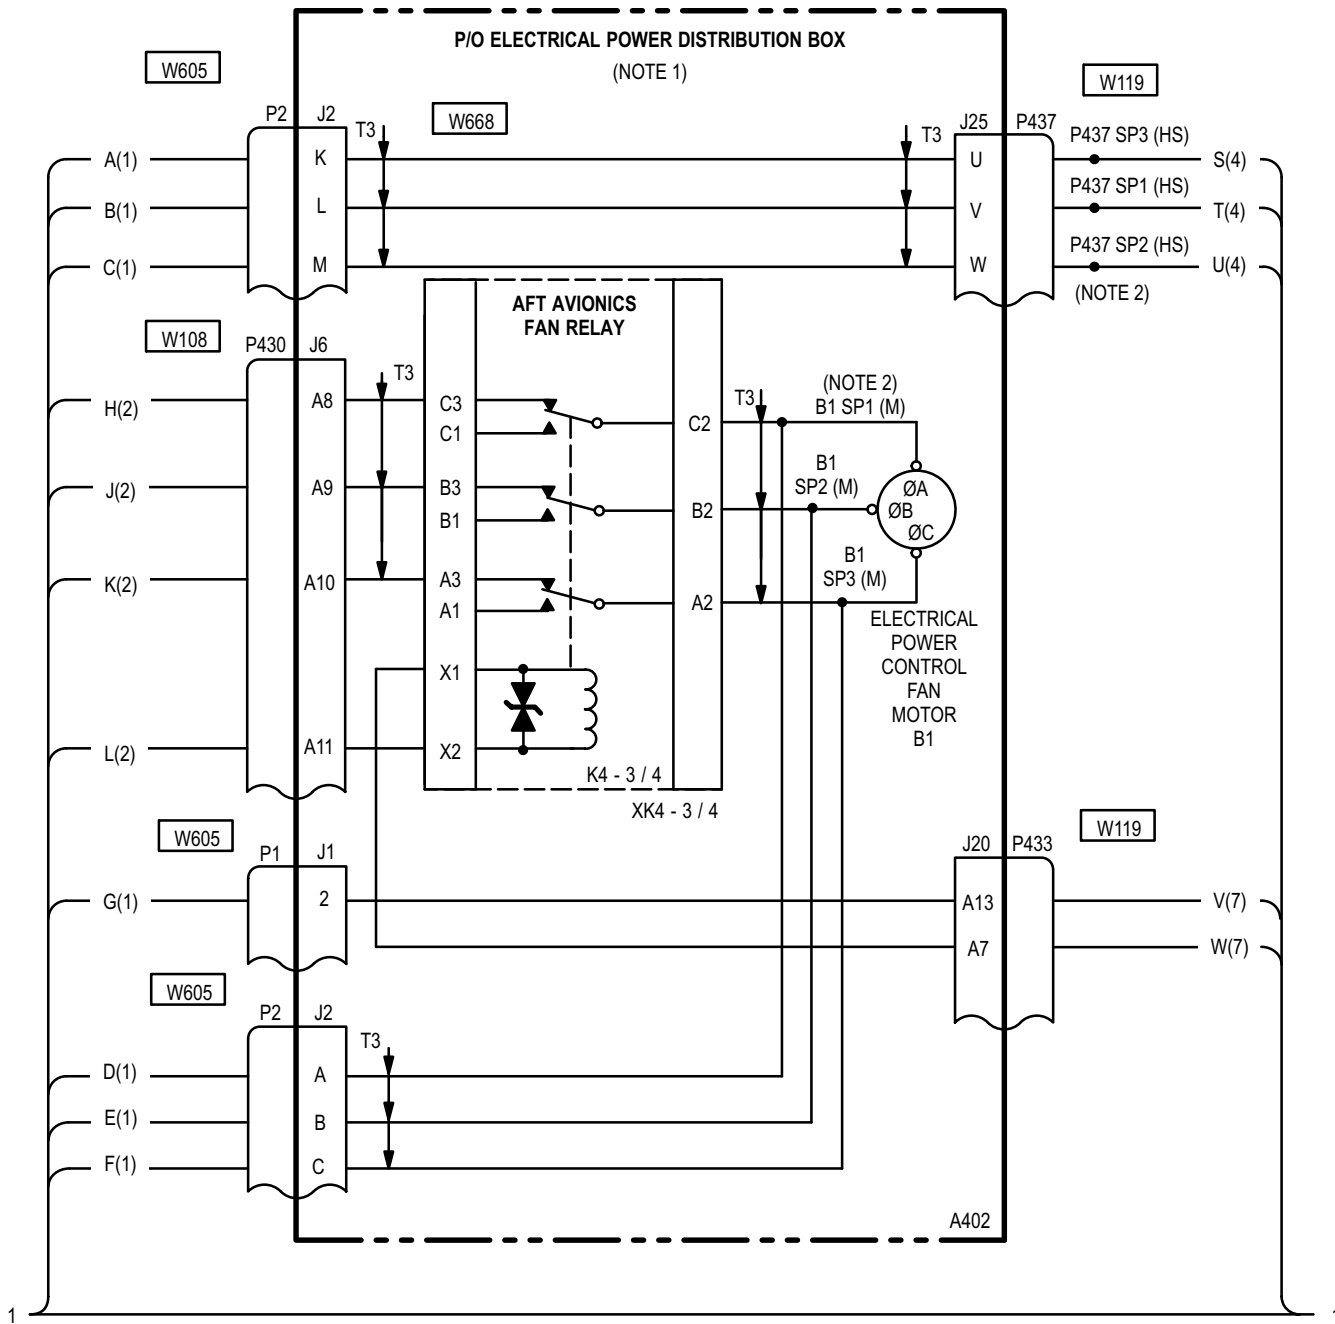 P/O ELECTRICAL POWER DISTRIBUTION BOX
(NOTE 1)
W605
W119
P2 J2
T3
W668
T3
J25 P437
P437 SP3 (HS)
A(1)
K
U
S(4)
P437 SP1 (HS)
B(1)
L
V
T(4)
P437 SP2 (HS)
C(1)
M
W
U(4)
(NOTE 2)
AFT AVIONICS
FAN RELAY
W108
P430 J6
T3
H(2)
A8
C3
C1
C2
T3
(NOTE 2)
B1 SP1 (M)
J(2)
A9
B3
B1
B2
B1
SP2 (M)
ØA
ØB
ØC
K(2)
A10
A3
A1
A2
B1
SP3 (M)
ELECTRICAL
POWER
CONTROL
FAN
MOTOR
B1
X1
L(2)
A11
X2
K4 - 3 / 4
XK4 - 3 / 4
W605
W119
P1 J1
J20 P433
G(1)
2
A13
V(7)
A7
W(7)
W605
P2 J2
T3
D(1)
A
E(1)
B
F(1)
C
A402
1